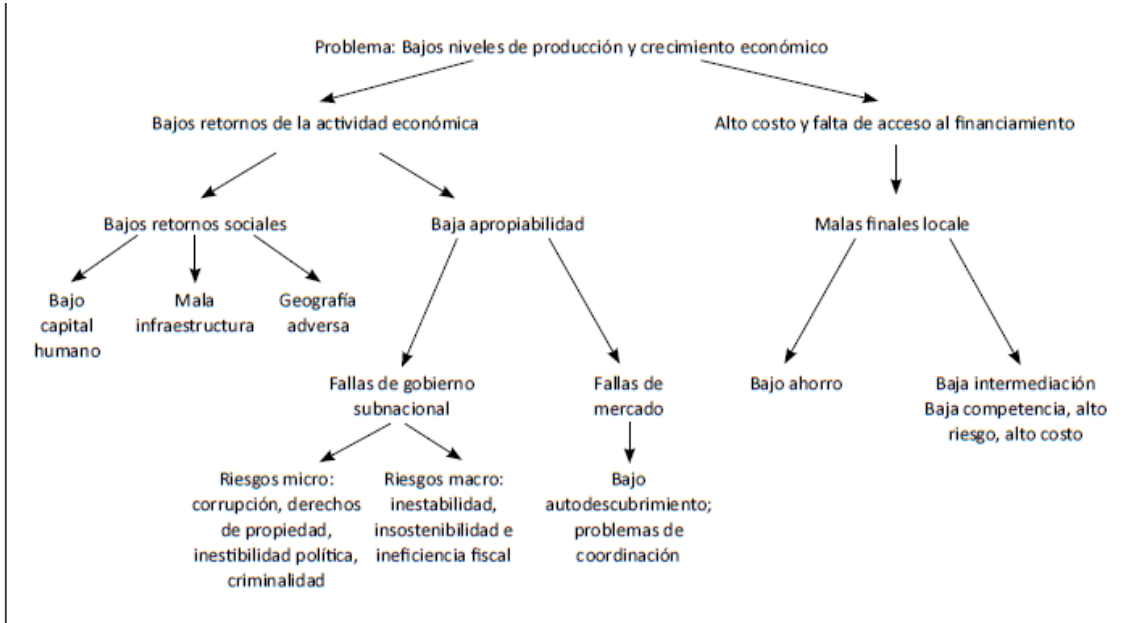 Problema: Bajos niveles de producción y crecimiento económico
Bajos retornos de la actividad económica
Alto costo y falta de acceso al financiamiento
Bajos retornos sociales
Baja apropiabilidad
Malas finales locale
Bajo
capital
humano
Mala
infraestructura
Geografía
adversa
Fallas de gobierno
subnacional
Fallas de
mercado
Bajo ahorro
Baja intermediación
Baja competencia, alto
riesgo, alto costo
Riesgos micro:
corrupción, derechos
de propiedad,
inestibilidad política,
criminalidad
Riesgos macro:
inestabilidad,
insostenibilidad e
ineficiencia fiscal
Bajo
autodescubrimiento;
problemas de
coordinación